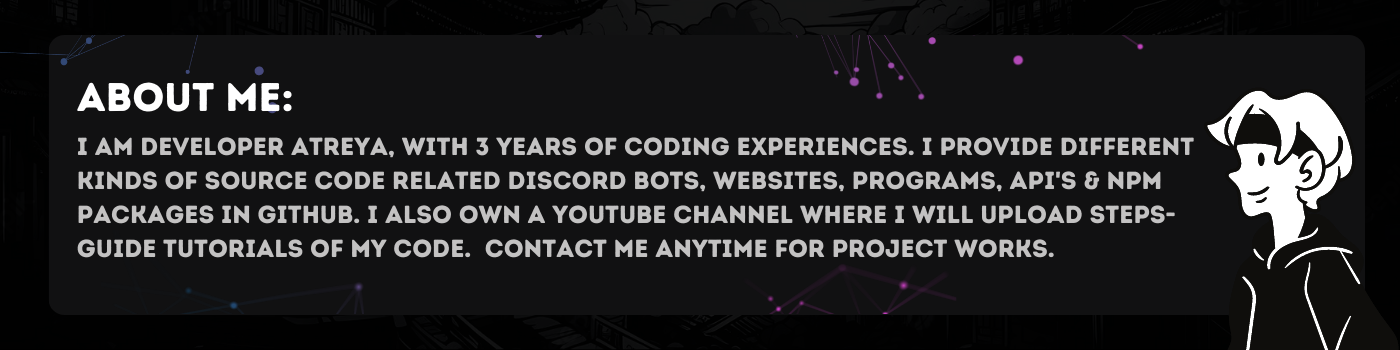 ABOUT ME:
I AM DEVELOPER ATREYA, WITH 3 YEARS OF CODING EXPERIENCES. I PROVIDE DIFFERENT
KINDS OF SOURCE CODE RELATED DISCORD BOTS, WEBSITES, PROGRAMS, API'S & NPM
PACKAGES IN GITHUB. I ALSO OWN A YOUTUBE CHANNEL WHERE I WILL UPLOAD STEPS-
GUIDE TUTORIALS OF MY CODE.  CONTACT ME ANYTIME FOR PROJECT WORKS.